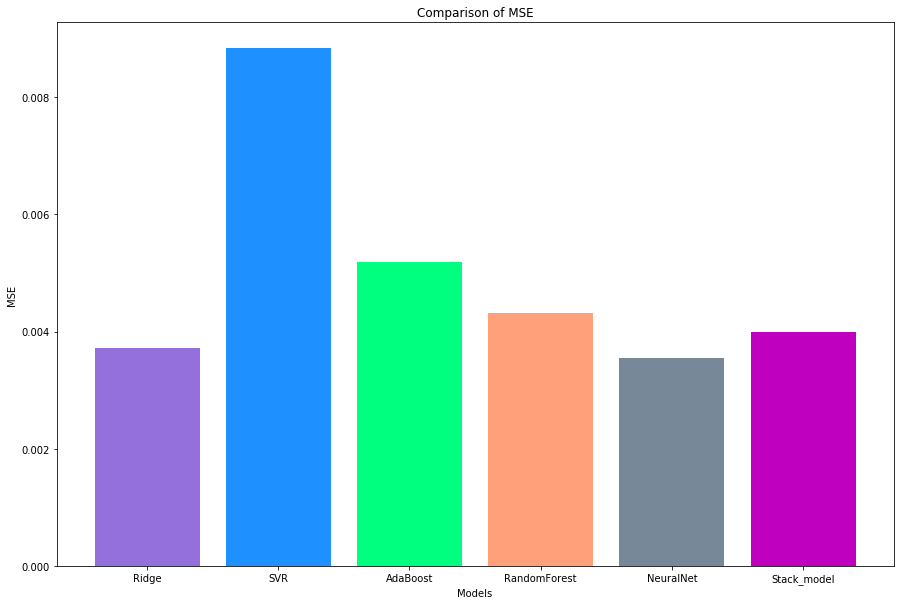 Comparison of MSE
0.008
0.006
0.004
0.002
0.000
MSE
Ridge SVR AdaBoost RandomForest NeuralNet Stack_model
Models